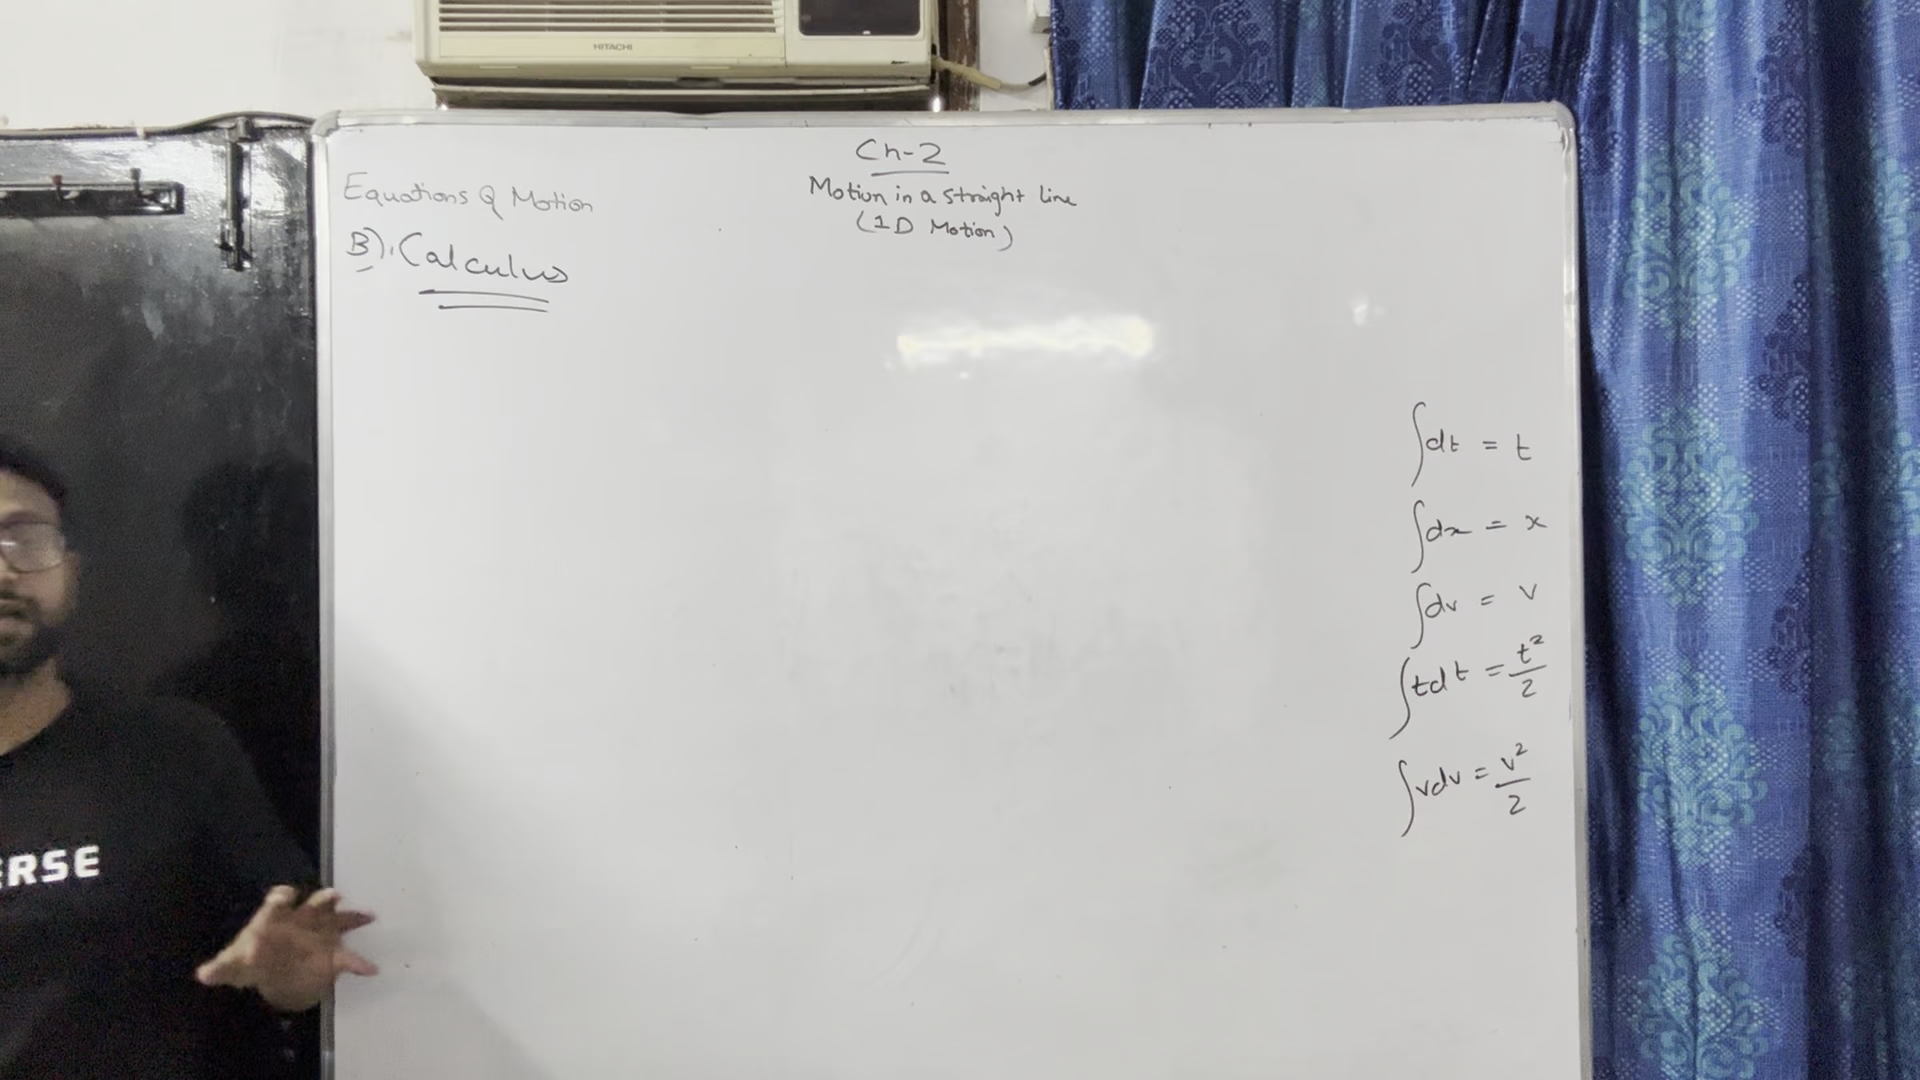 HITACHI
Ch-2
Motion in a straight line
(1D Motion)
Equations Q Motion
B). Calculus
∫dt = t
∫dx = x
∫dv = v
∫tdt = t²/2
∫vdv = v²/2
ERSE